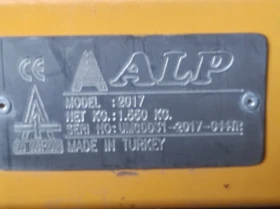 CE
ALP
MODEL :2017
NET KG.:1.550 KG.
SERI NO:
MADE IN TURKEY